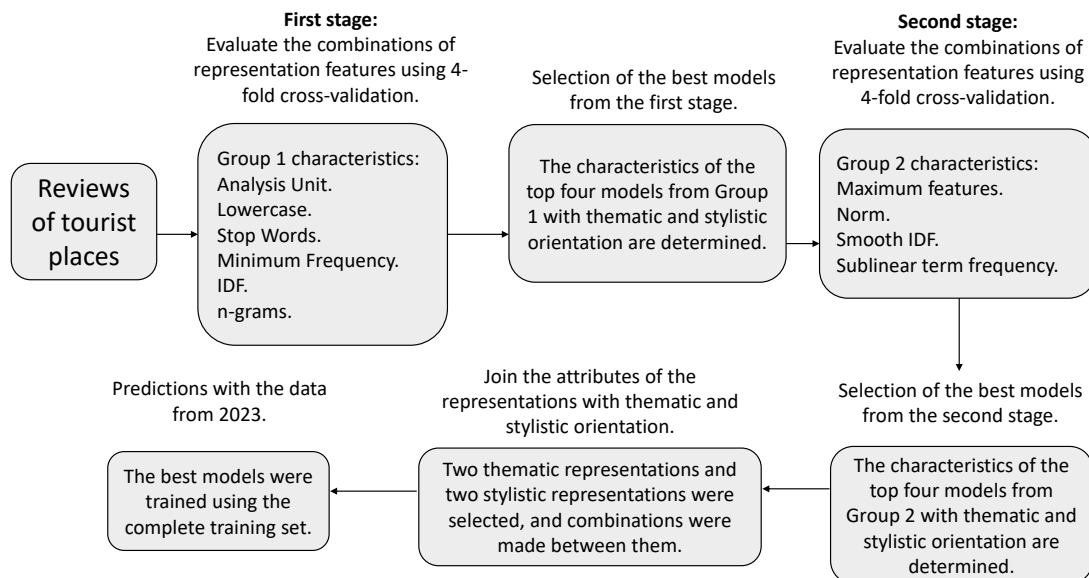 First stage:
Evaluate the combinations of
representation features using 4-
fold cross-validation.
Reviews
of tourist
places
Group 1 characteristics:
Analysis Unit.
Lowercase.
Stop Words.
Minimum Frequency.
IDF.
n-grams.
Selection of the best models
from the first stage.
The characteristics of the
top four models from Group
1 with thematic and stylistic
orientation are determined.
Second stage:
Evaluate the combinations of
representation features using
4-fold cross-validation.
Group 2 characteristics:
Maximum features.
Norm.
Smooth IDF.
Sublinear term frequency.
Selection of the best models
from the second stage.
The characteristics of the
top four models from
Group 2 with thematic and
stylistic orientation are
determined.
Join the attributes of the
representations with thematic and
stylistic orientation.
Two thematic representations and
two stylistic representations were
selected, and combinations were
made between them.
Predictions with the data
from 2023.
The best models were
trained using the
complete training set.